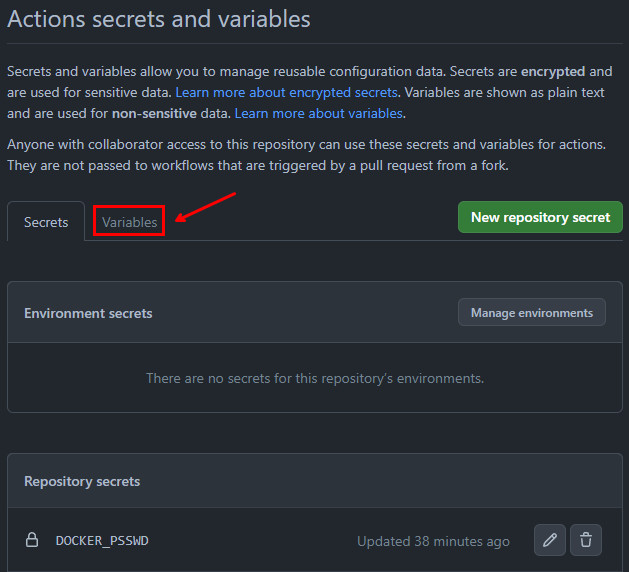 Actions secrets and variables
Secrets and variables allow you to manage reusable configuration data. Secrets are encrypted and
are used for sensitive data. Learn more about encrypted secrets. Variables are shown as plain text
and are used for non-sensitive data. Learn more about variables.
Anyone with collaborator access to this repository can use these secrets and variables for actions.
They are not passed to workflows that are triggered by a pull request from a fork.
Secrets Variables New repository secret
Environment secrets Manage environments
There are no secrets for this repository's environments.
Repository secrets
DOCKER_PSSWD Updated 38 minutes ago